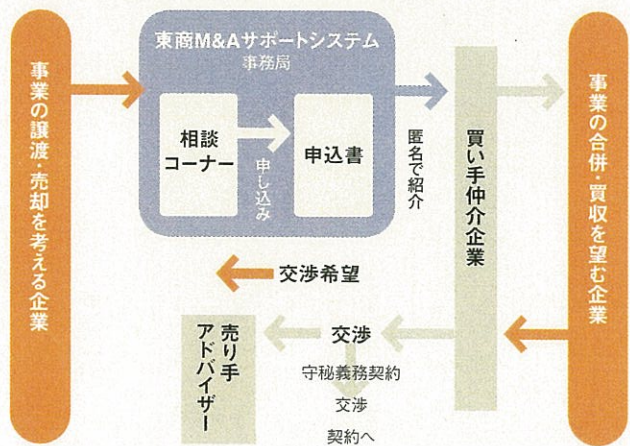 事業の譲渡・売却を考える企業
東商M&Aサポートシステム
事務局
相談
コーナー
申し込み
申込書
匿名で紹介
買い手仲介企業
事業の合併・買収を望む企業
交渉希望
売り手
アドバイザー
交渉
守秘義務契約
交渉
契約へ